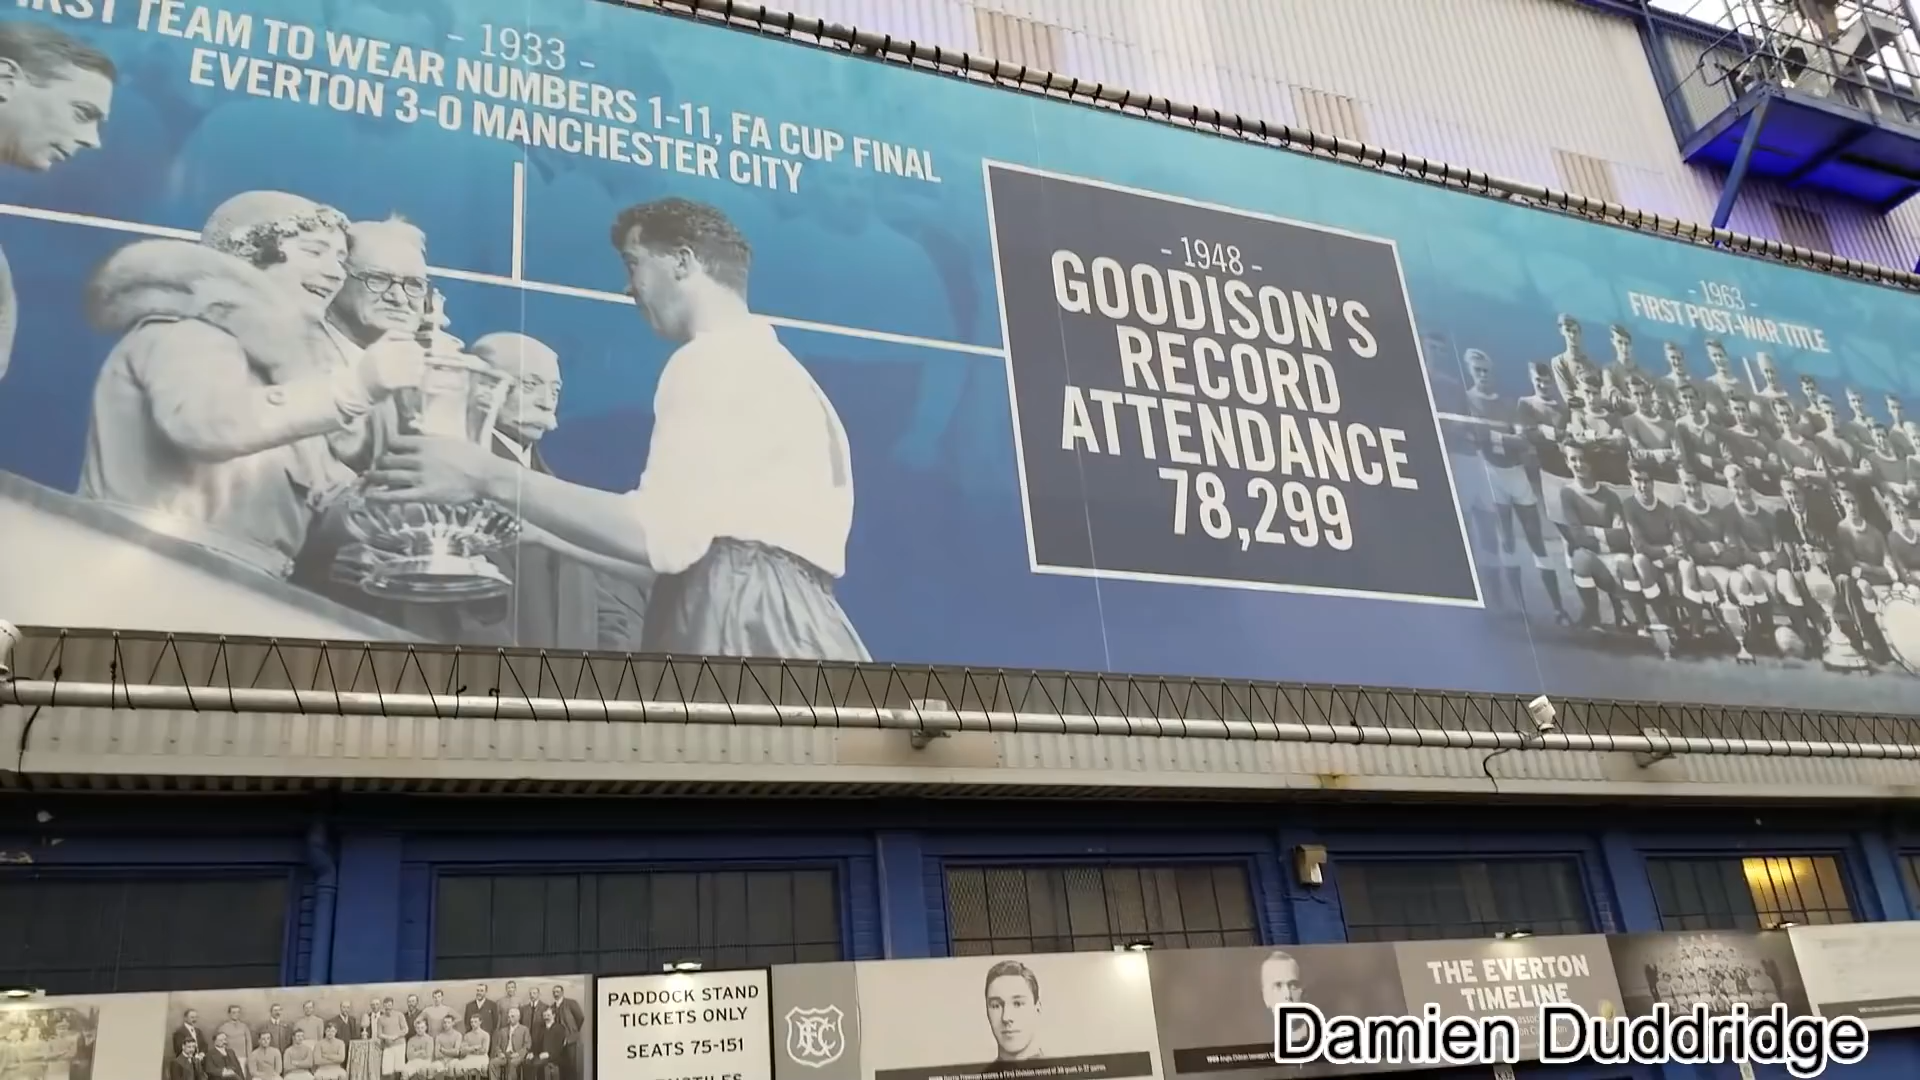 - 1933 -
TEAM TO WEAR NUMBERS 1-11, FA CUP FINAL
EVERTON 3-0 MANCHESTER CITY
- 1948 -
GOODISON'S
RECORD
ATTENDANCE
78,299
- 1963 -
FIRST POST-WAR TITLE
PADDOCK STAND
TICKETS ONLY
SEATS 75-151
EFC
THE EVERTON
TIMELINE
Damien Duddridge